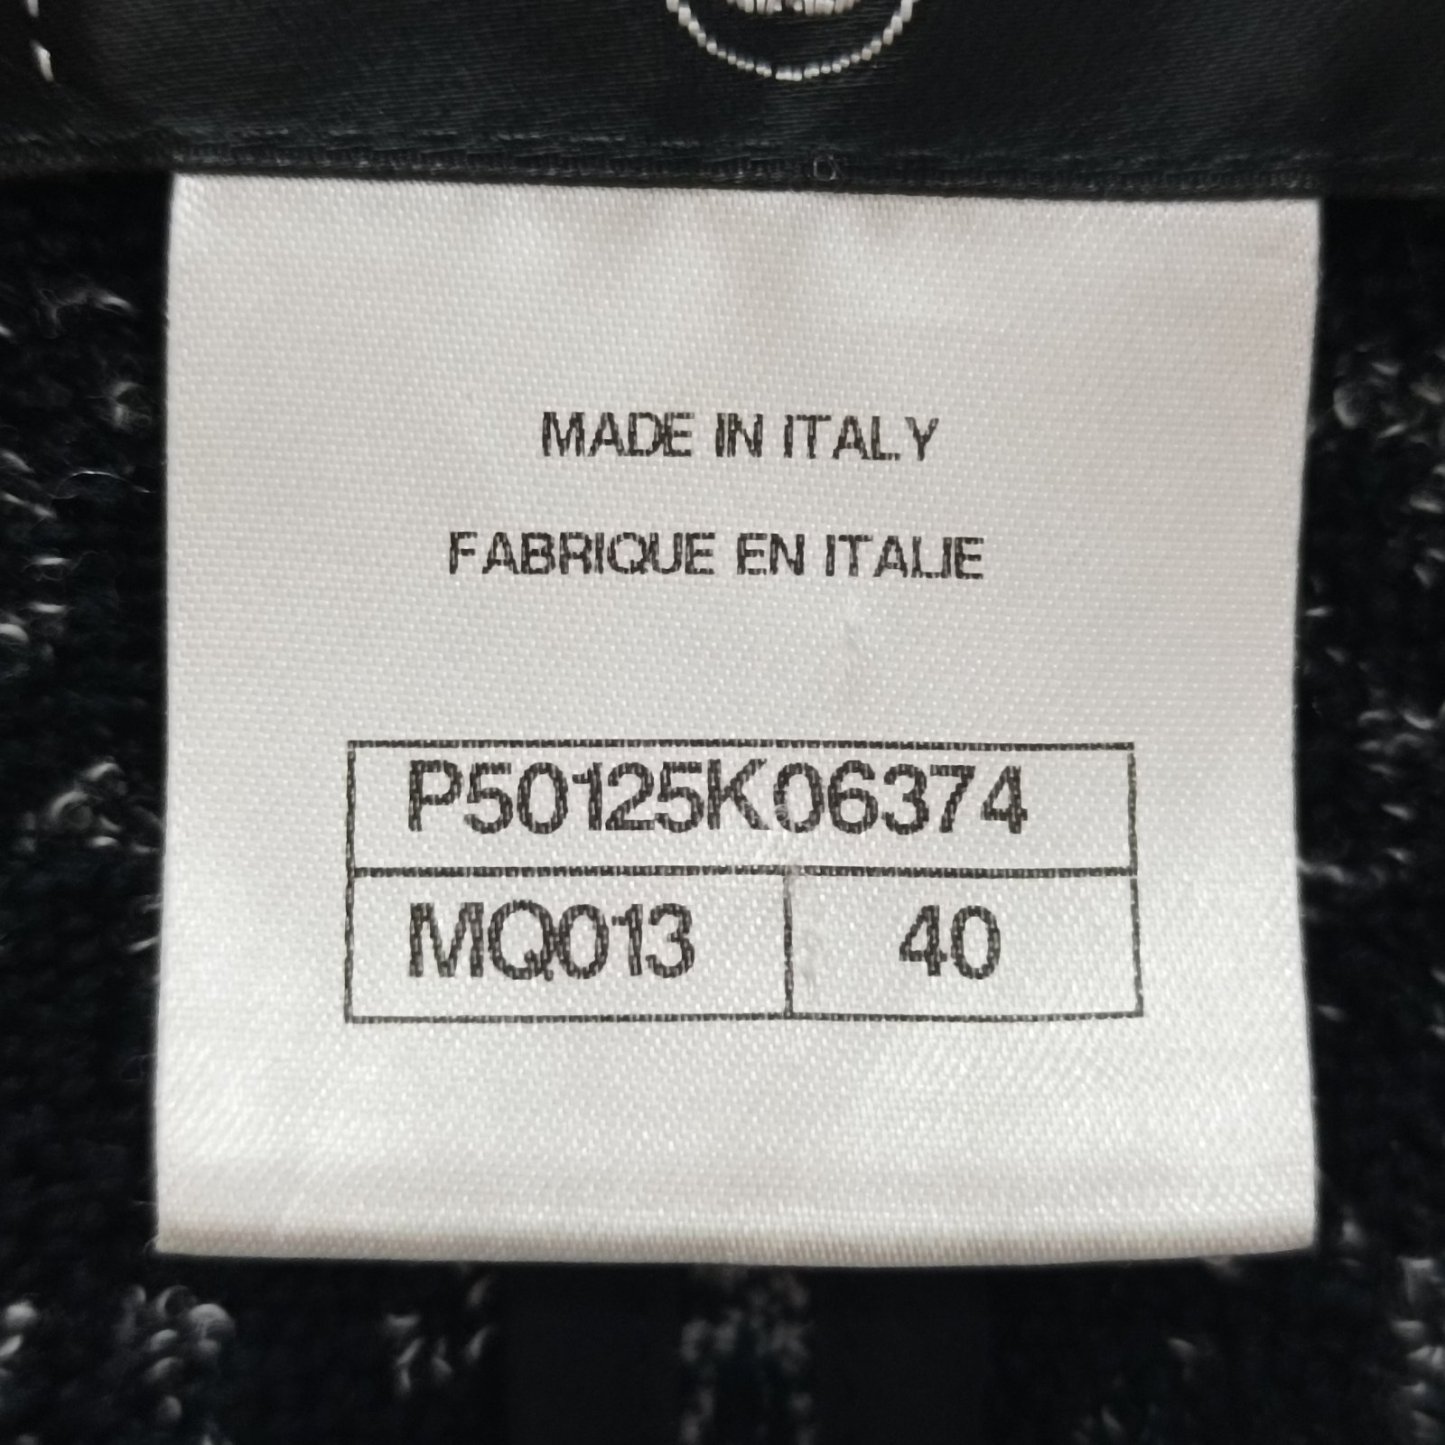 MADE IN ITALY
FABRIQUE EN ITALIE
P50125K06374
MQ013 40